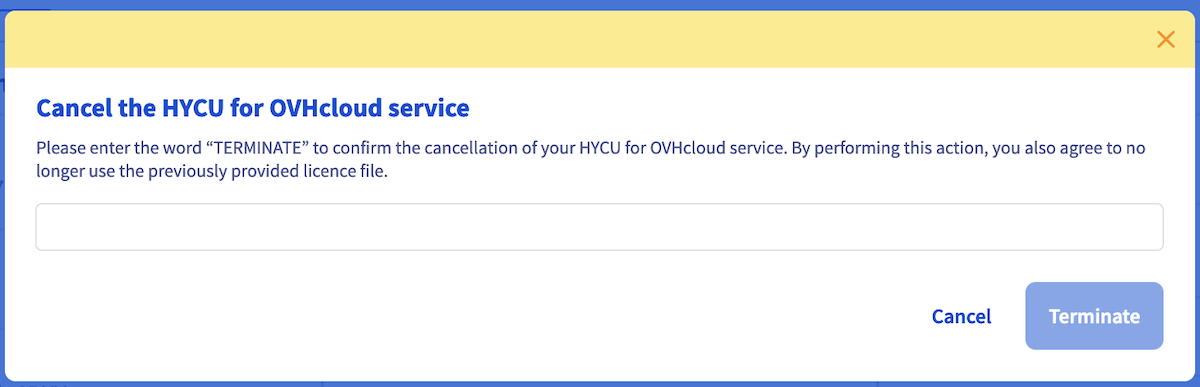 Cancel the HYCU for OVHcloud service
Please enter the word “TERMINATE” to confirm the cancellation of your HYCU for OVHcloud service. By performing this action, you also agree to no
longer use the previously provided licence file.
Cancel
Terminate